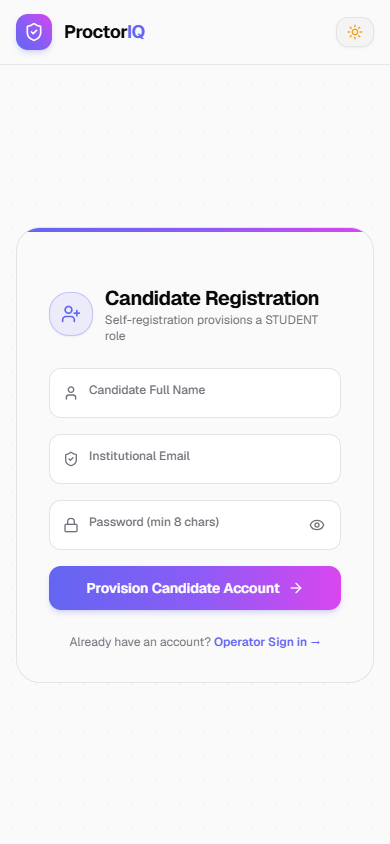 ProctorIQ
Candidate Registration
Self-registration provisions a STUDENT
role
Candidate Full Name
Institutional Email
Password (min 8 chars)
Provision Candidate Account →
Already have an account? Operator Sign in →